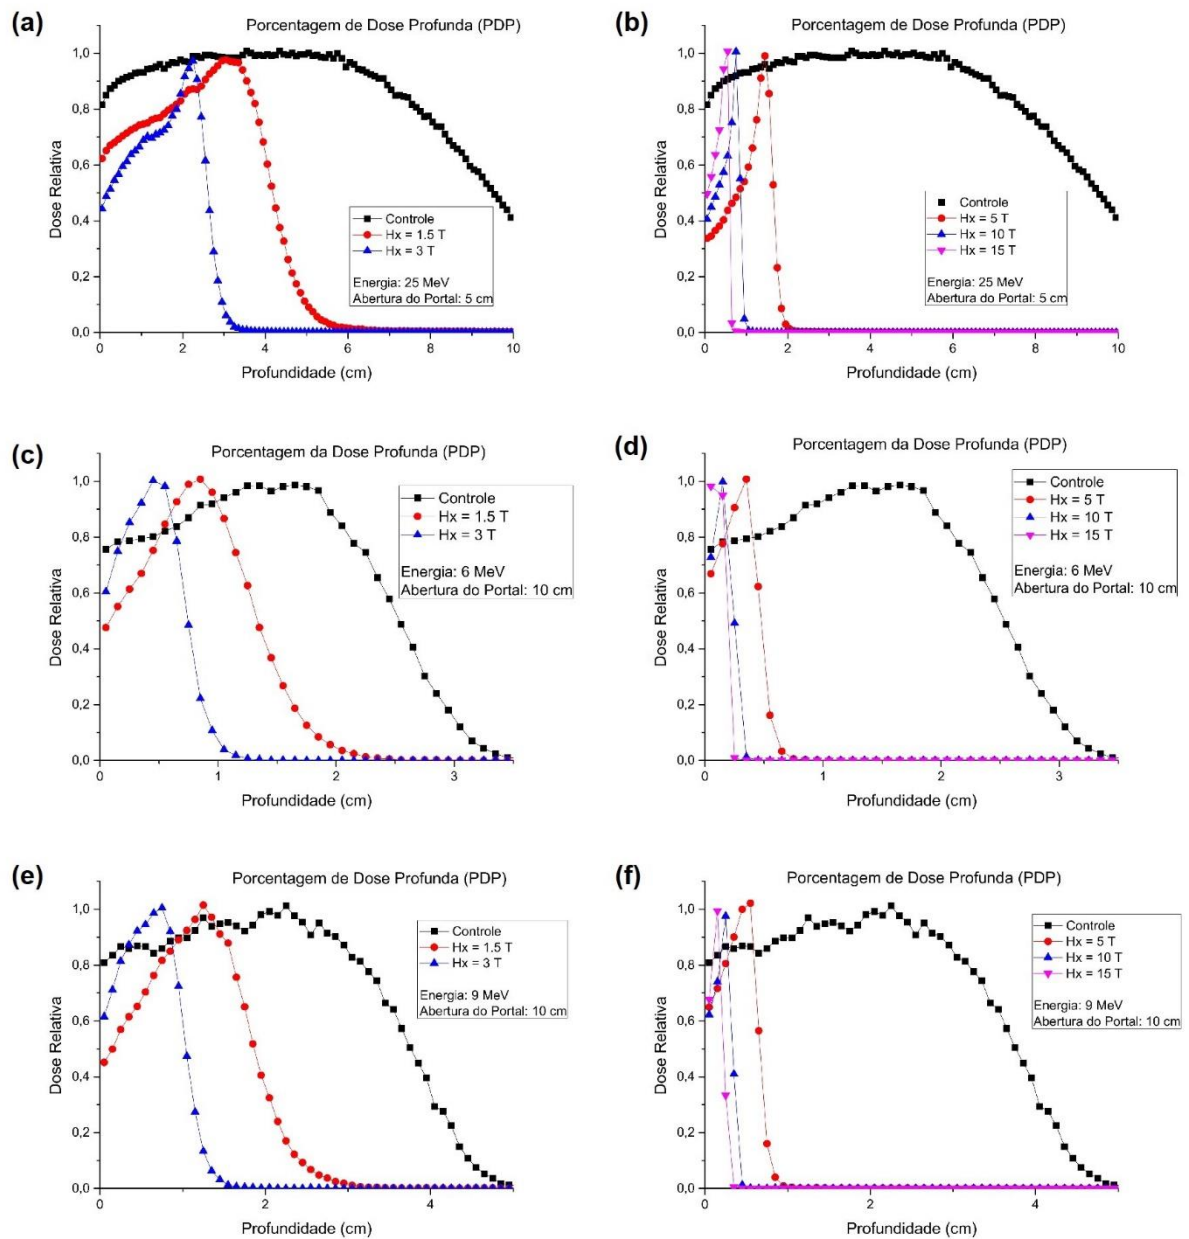 (a)
Porcentagem de Dose Profunda (PDP)
Dose Relativa
1,0
0,8
0,6
0,4
0,2
0,0
Controle
Hx = 1.5 T
Hx = 3 T
Energia: 25 MeV
Abertura do Portal: 5 cm
0 2 4 6 8 10
Profundidade (cm)
(b)
Porcentagem de Dose Profunda (PDP)
Dose Relativa
1,0
0,8
0,6
0,4
0,2
0,0
Controle
Hx = 5 T
Hx = 10 T
Hx = 15 T
Energia: 25 MeV
Abertura do Portal: 5 cm
0 2 4 6 8 10
Profundidade (cm)
(c)
Porcentagem da Dose Profunda (PDP)
Dose Relativa
1,0
0,8
0,6
0,4
0,2
0,0
Controle
Hx = 1.5 T
Hx = 3 T
Energia: 6 MeV
Abertura do Portal: 10 cm
0 1 2 3
Profundidade (cm)
(d)
Porcentagem da Dose Profunda (PDP)
Dose Relativa
1,0
0,8
0,6
0,4
0,2
0,0
Controle
Hx = 5 T
Hx = 10 T
Hx = 15 T
Energia: 6 MeV
Abertura do Portal: 10 cm
0 1 2 3
Profundidade (cm)
(e)
Porcentagem de Dose Profunda (PDP)
Dose Relativa
1,0
0,8
0,6
0,4
0,2
0,0
Controle
Hx = 1.5 T
Hx = 3 T
Energia: 9 MeV
Abertura do Portal: 10 cm
0 2 4
Profundidade (cm)
(f)
Porcentagem de Dose Profunda (PDP)
Dose Relativa
1,0
0,8
0,6
0,4
0,2
0,0
Controle
Hx = 5 T
Hx = 10 T
Hx = 15 T
Energia: 9 MeV
Abertura do Portal: 10 cm
0 2 4
Profundidade (cm)